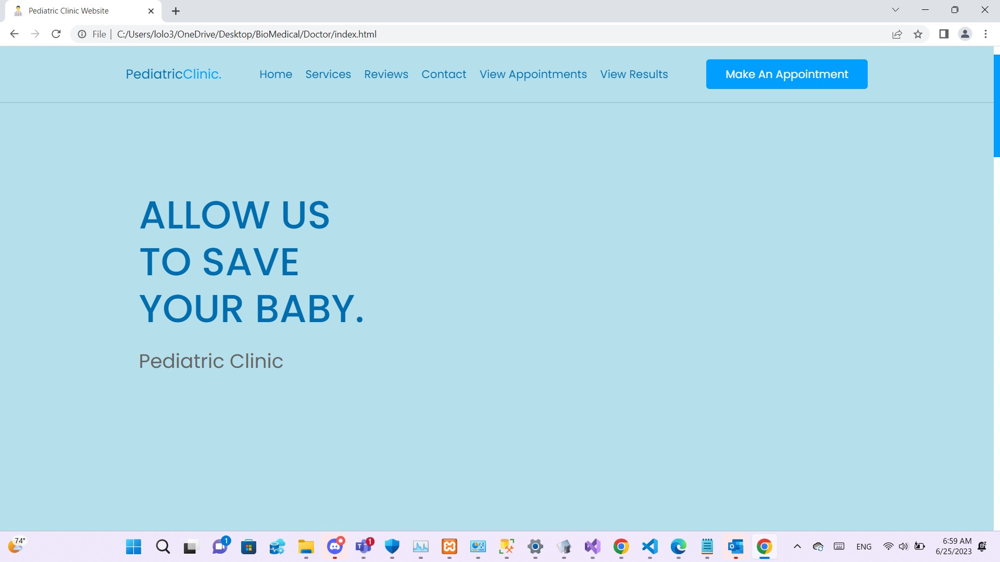 Pediatric Clinic Website
File
C:/Users/lolo3/OneDrive/Desktop/BioMedical/Doctor/index.html
PediatricClinic.
Home
Services
Reviews
Contact
View Appointments
View Results
Make An Appointment
ALLOW US
TO SAVE
YOUR BABY.
Pediatric Clinic
74°
1
1
ENG
6:59 AM
6/25/2023